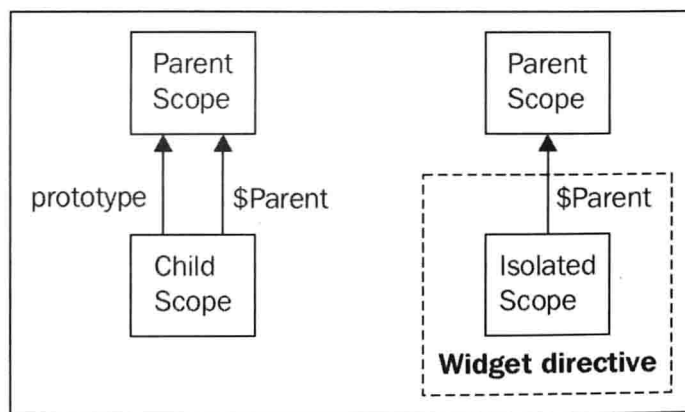 Parent
Scope
prototype
$Parent
Child
Scope
Parent
Scope
$Parent
Isolated
Scope
Widget directive